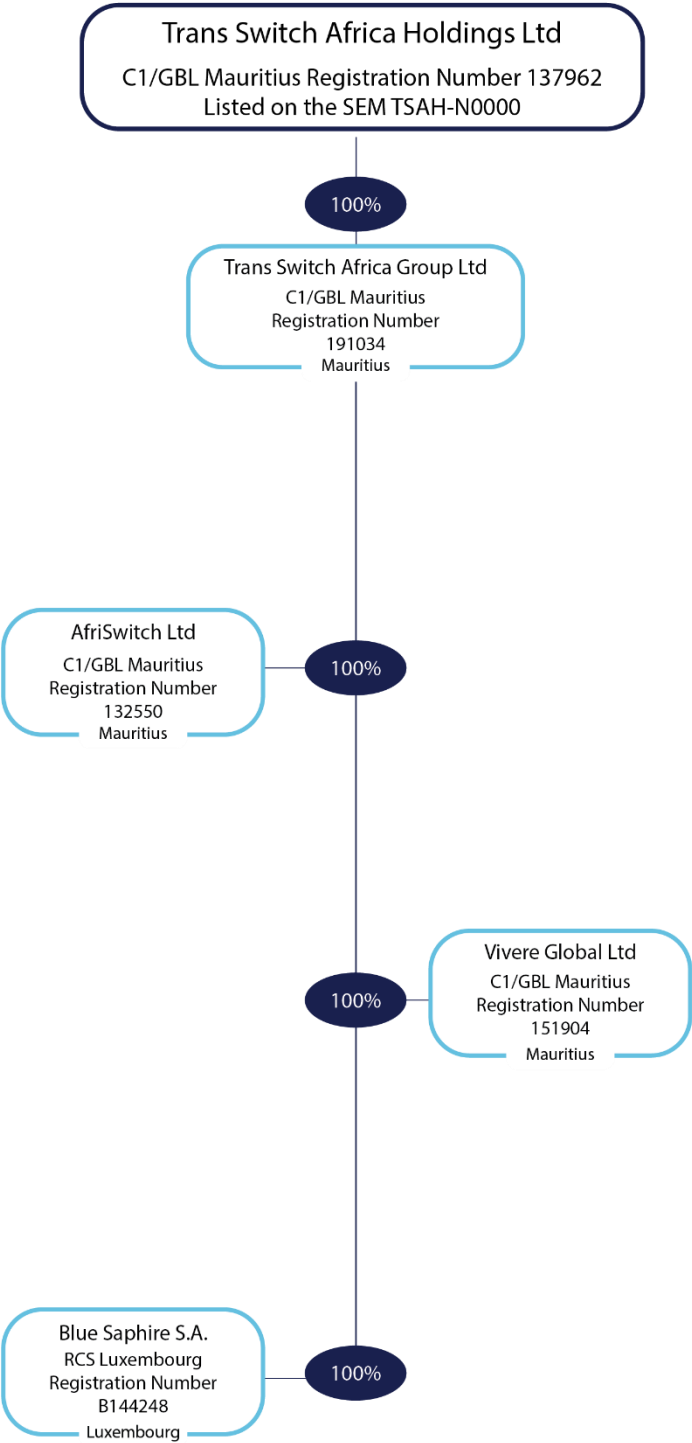 Trans Switch Africa Holdings Ltd
C1/GBL Mauritius Registration Number 137962
Listed on the SEM TSAH-N0000
100%
Trans Switch Africa Group Ltd
C1/GBL Mauritius
Registration Number
191034
Mauritius
AfriSwitch Ltd
C1/GBL Mauritius
Registration Number
132550
Mauritius
100%
Vivere Global Ltd
C1/GBL Mauritius
Registration Number
151904
Mauritius
100%
Blue Saphire S.A.
RCS Luxembourg
Registration Number
B144248
Luxembourg
100%